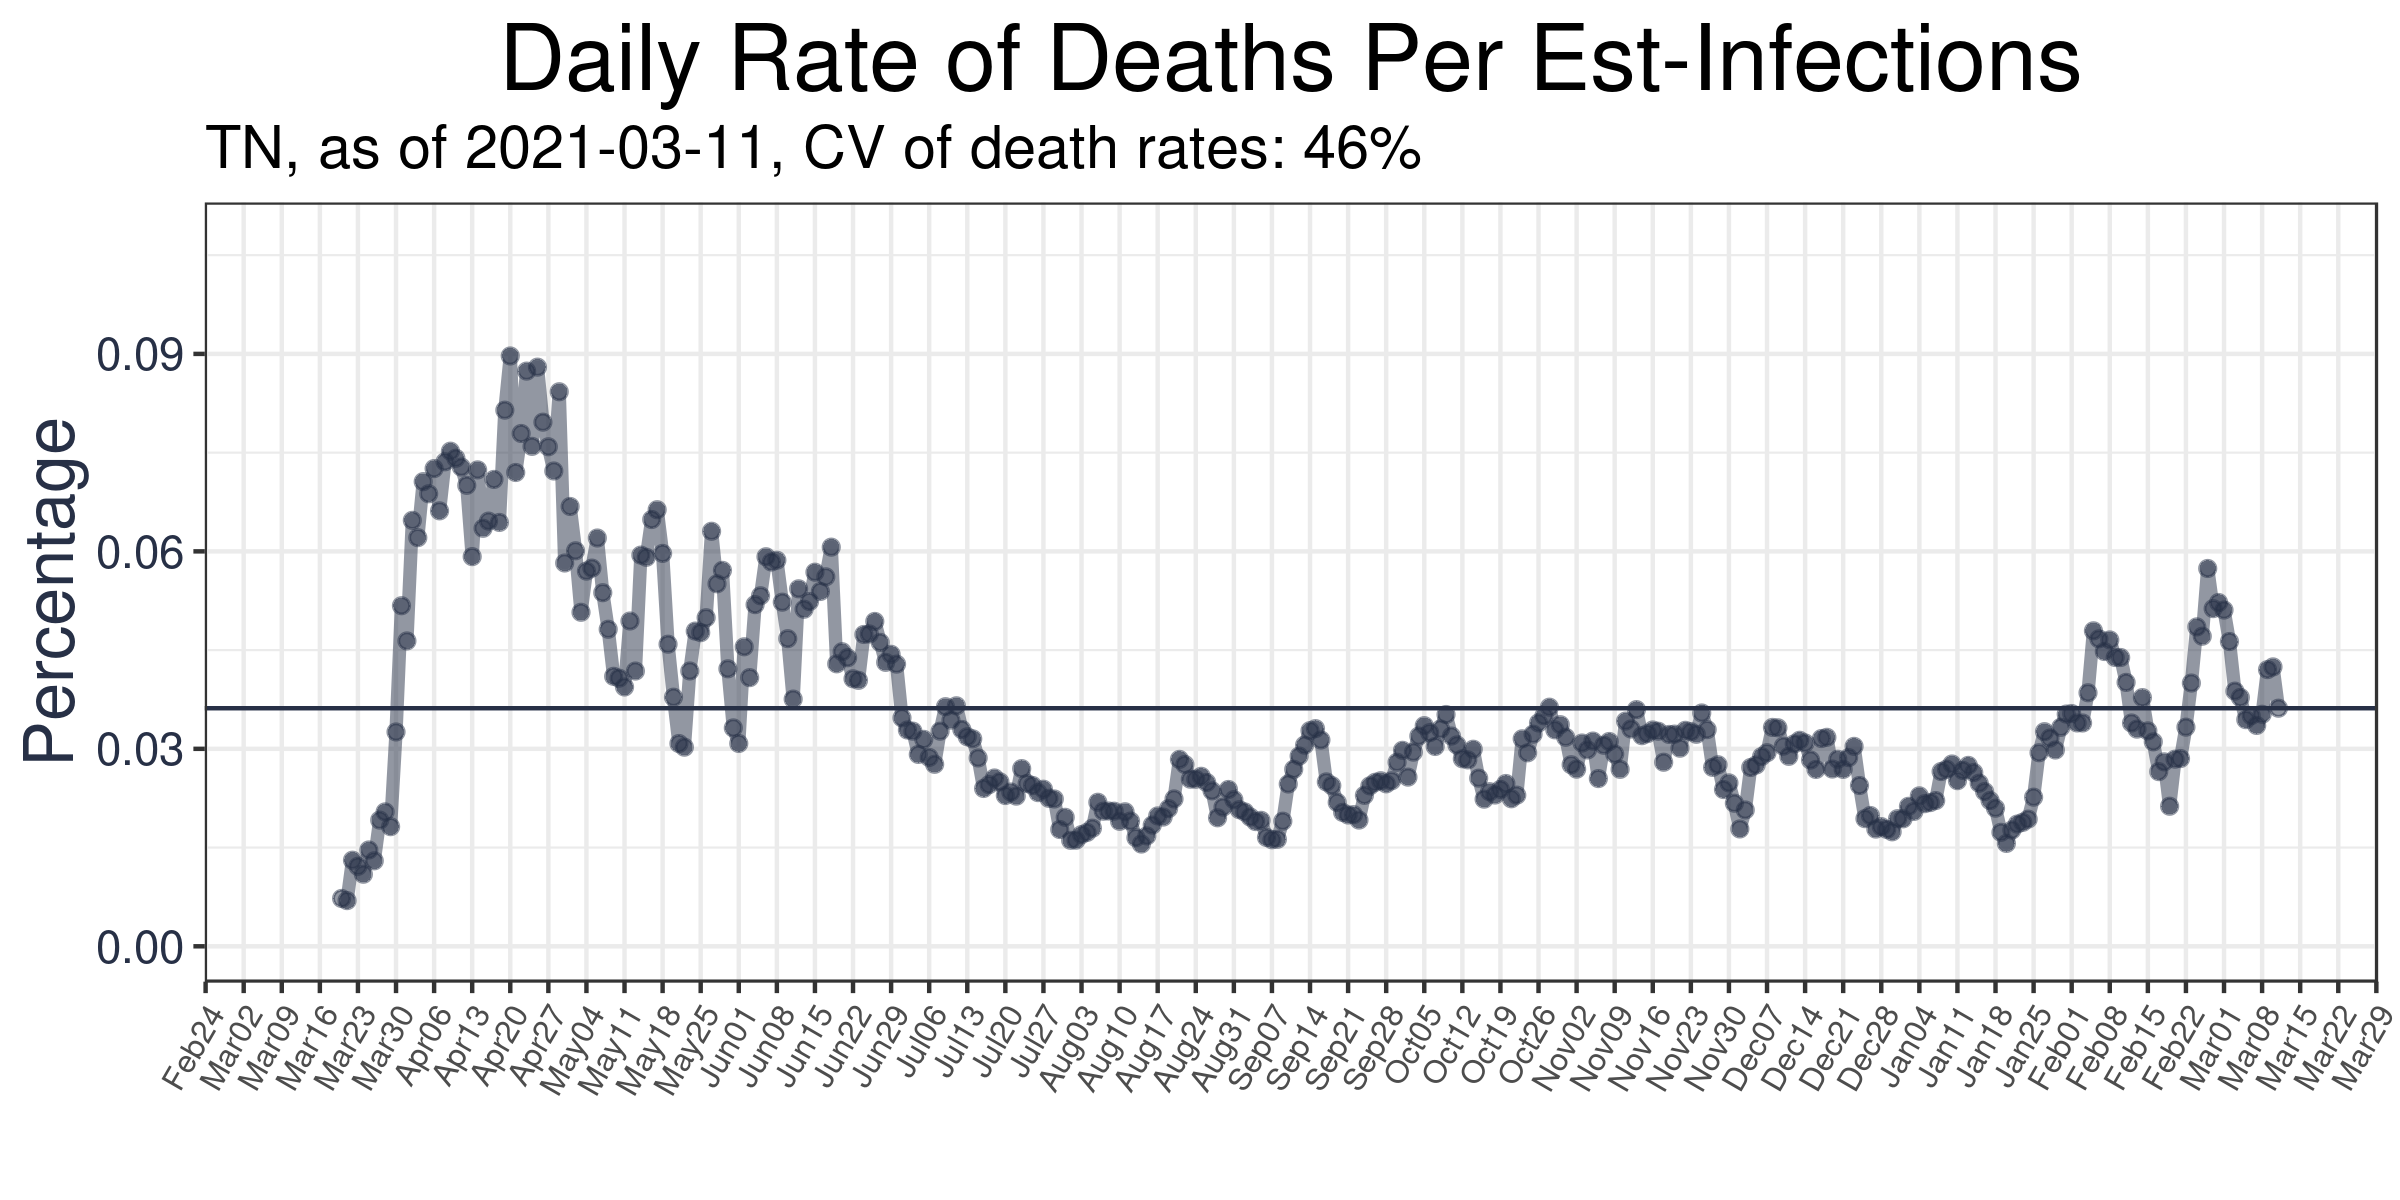 Daily Rate of Deaths Per Est-Infections
TN, as of 2021-03-11, CV of death rates: 46%
Percentage
0.09
0.06
0.03
0.00
Feb24
Mar02
Mar09
Mar16
Mar23
Mar30
Apr06
Apr13
Apr20
Apr27
May04
May11
May18
May25
Jun01
Jun08
Jun15
Jun22
Jun29
Jul06
Jul13
Jul20
Jul27
Aug03
Aug10
Aug17
Aug24
Aug31
Sep07
Sep14
Sep21
Sep28
Oct05
Oct12
Oct19
Oct26
Nov02
Nov09
Nov16
Nov23
Nov30
Dec07
Dec14
Dec21
Dec28
Jan04
Jan11
Jan18
Jan25
Feb01
Feb08
Feb15
Feb22
Mar01
Mar08
Mar15
Mar22
Mar29